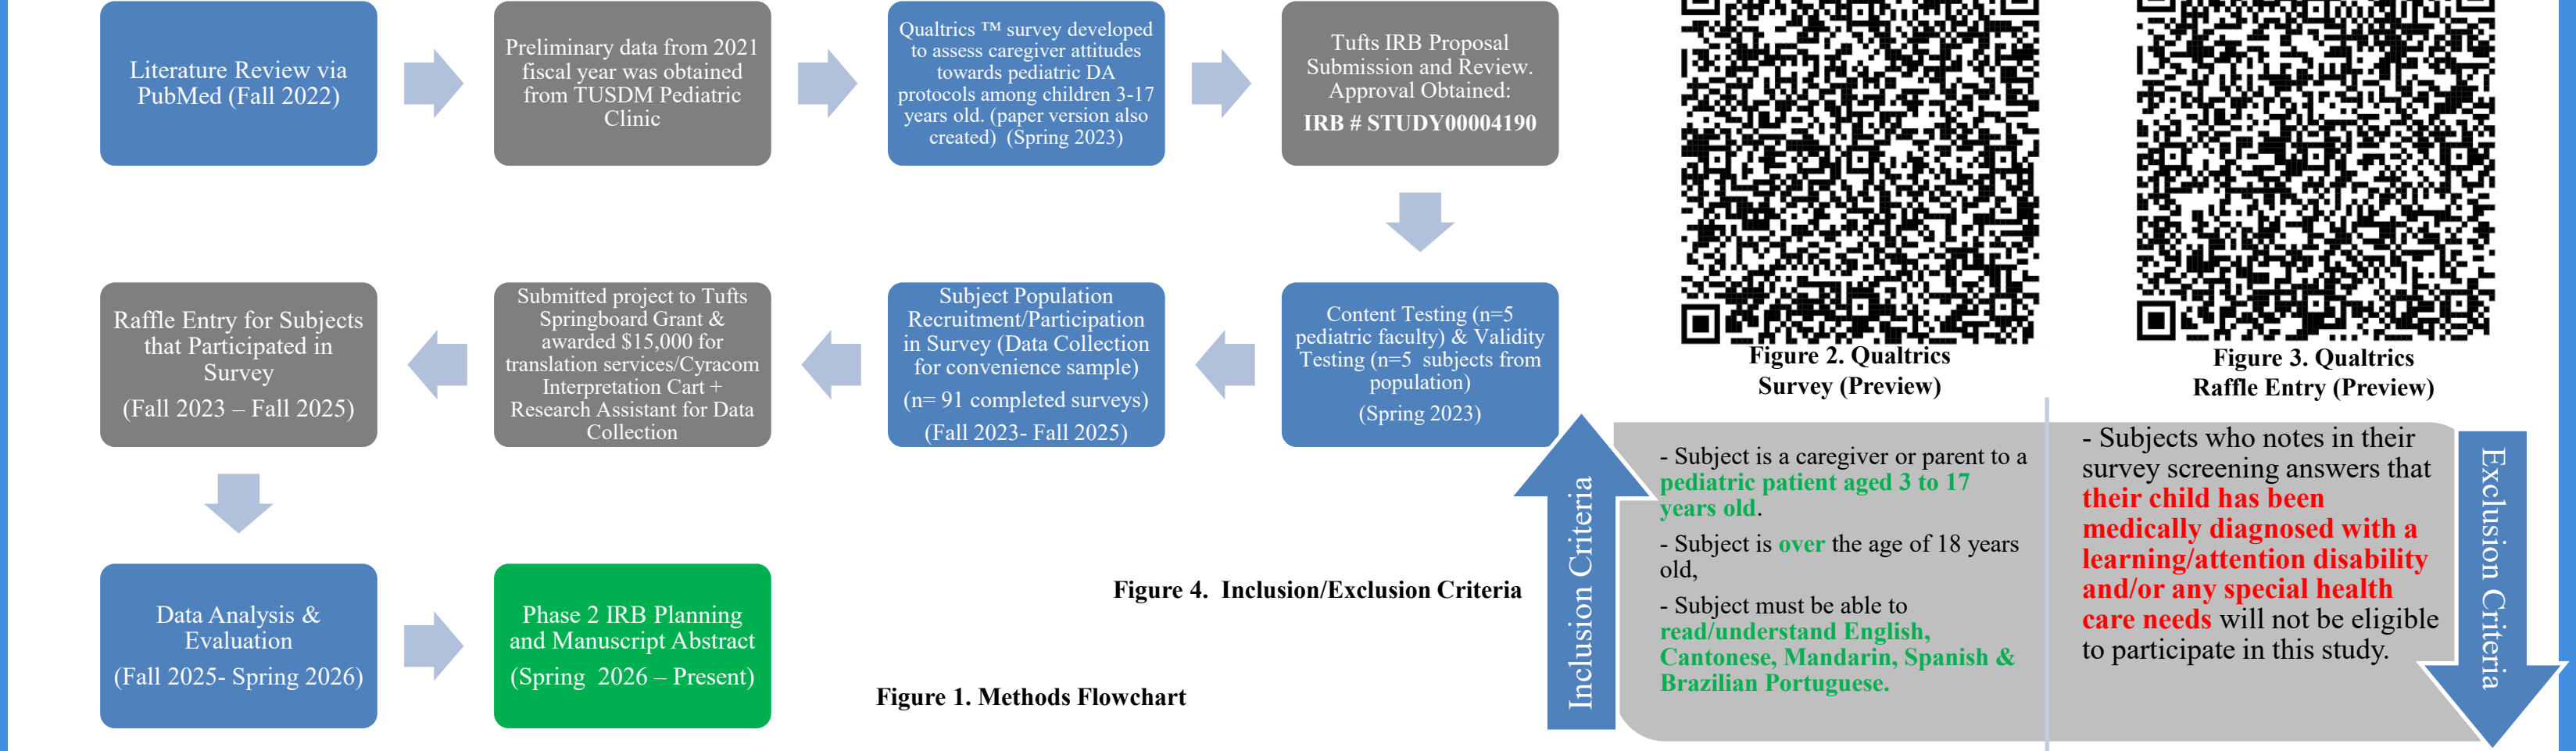 Literature Review via
PubMed (Fall 2022)
Preliminary data from 2021
fiscal year was obtained
from TUSDM Pediatric
Clinic
Qualtrics ™ survey developed
to assess caregiver attitudes
towards pediatric DA
protocols among children 3-17
years old. (paper version also
created) (Spring 2023)
Tufts IRB Proposal
Submission and Review.
Approval Obtained:
IRB # STUDY00004190
Content Testing (n=5
pediatric faculty) & Validity
Testing (n=5 subjects from
population)
(Spring 2023)
Subject Population
Recruitment/Participation
in Survey (Data Collection
for convenience sample)
(n= 91 completed surveys)
(Fall 2023- Fall 2025)
Submitted project to Tufts
Springboard Grant &
awarded $15,000 for
translation services/Cyracom
Interpretation Cart +
Research Assistant for Data
Collection
Raffle Entry for Subjects
that Participated in
Survey
(Fall 2023 – Fall 2025)
Data Analysis &
Evaluation
(Fall 2025- Spring 2026)
Phase 2 IRB Planning
and Manuscript Abstract
(Spring 2026 – Present)
Figure 1. Methods Flowchart
Figure 2. Qualtrics
Survey (Preview)
Figure 3. Qualtrics
Raffle Entry (Preview)
Figure 4. Inclusion/Exclusion Criteria
Inclusion Criteria
- Subject is a caregiver or parent to a
pediatric patient aged 3 to 17
years old.
- Subject is over the age of 18 years
old,
- Subject must be able to
read/understand English,
Cantonese, Mandarin, Spanish &
Brazilian Portuguese.
- Subjects who notes in their
survey screening answers that
their child has been
medically diagnosed with a
learning/attention disability
and/or any special health
care needs will not be eligible
to participate in this study.
Exclusion Criteria